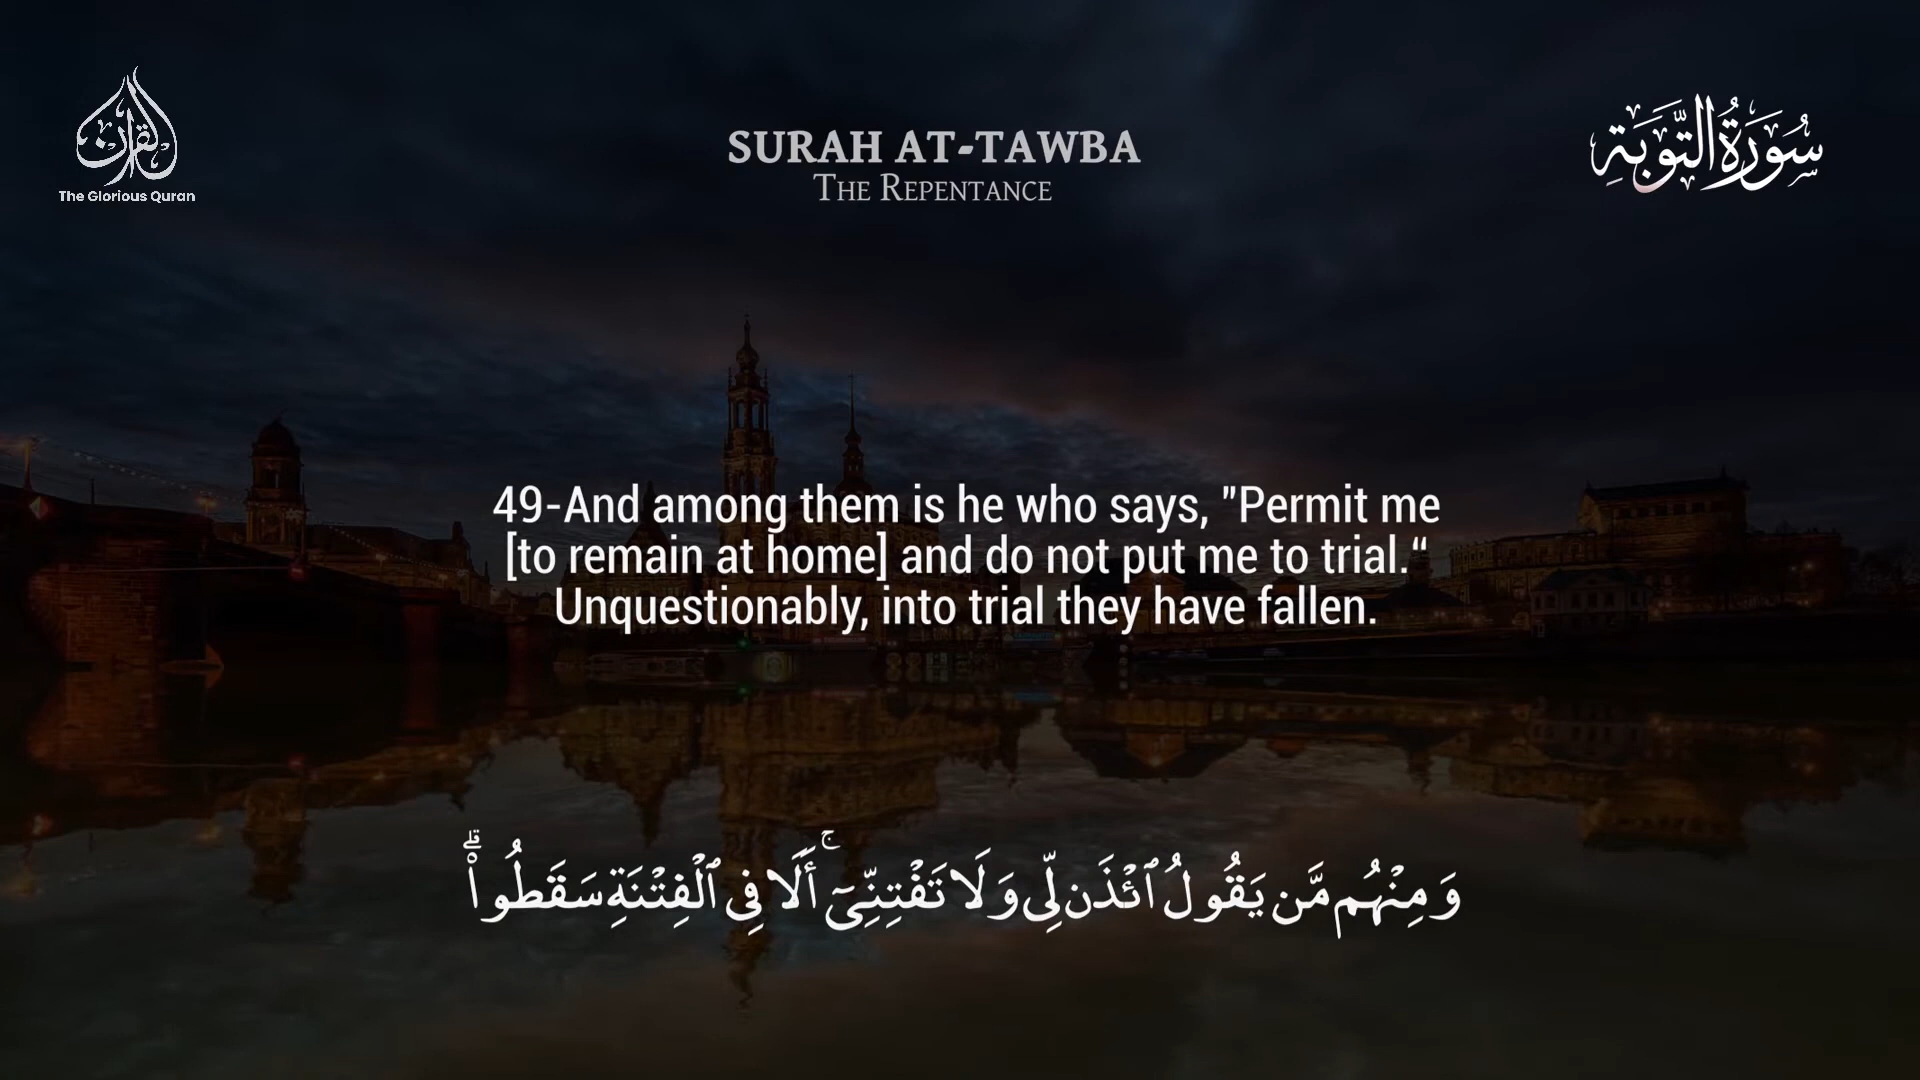 القرآن
The Glorious Quran
SURAH AT-TAWBA
THE REPENTANCE
سُورَةُ التَّوْبَةِ
49-And among them is he who says, "Permit me
[to remain at home] and do not put me to trial.“
Unquestionably, into trial they have fallen.
وَمِنْهُم مَّن يَقُولُ ٱئْذَن لِّى وَلَا تَفْتِنِّىٓ ۚ أَلَا فِى ٱلْفِتْنَةِ سَقَطُوا۟ ۗ